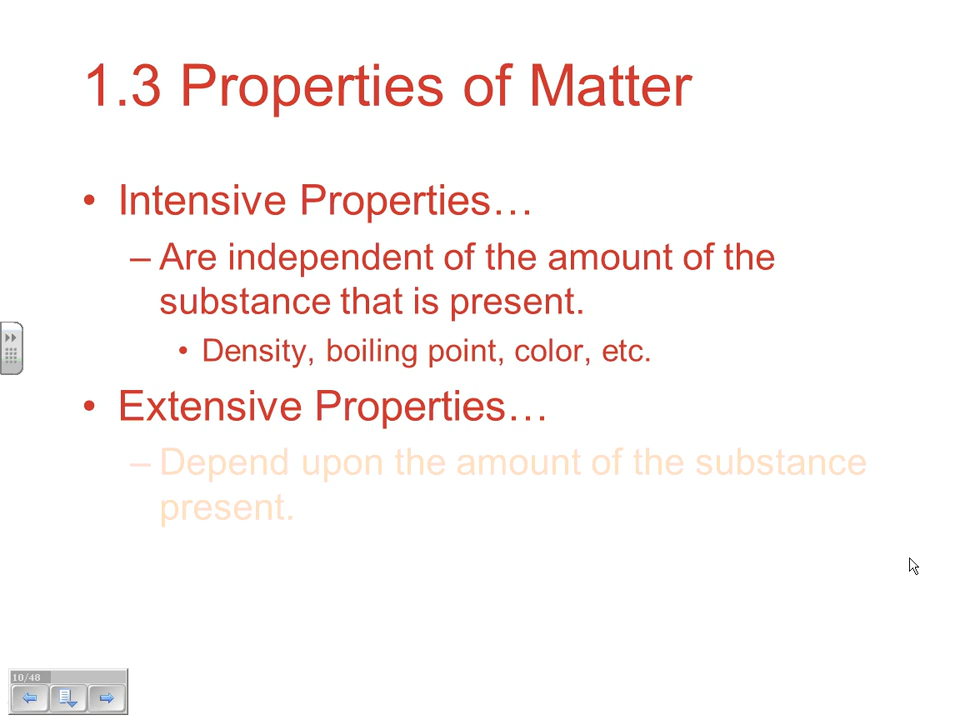 1.3 Properties of Matter
• Intensive Properties…
– Are independent of the amount of the
substance that is present.
• Density, boiling point, color, etc.
• Extensive Properties…
– Depend upon the amount of the substance
present.
10/48